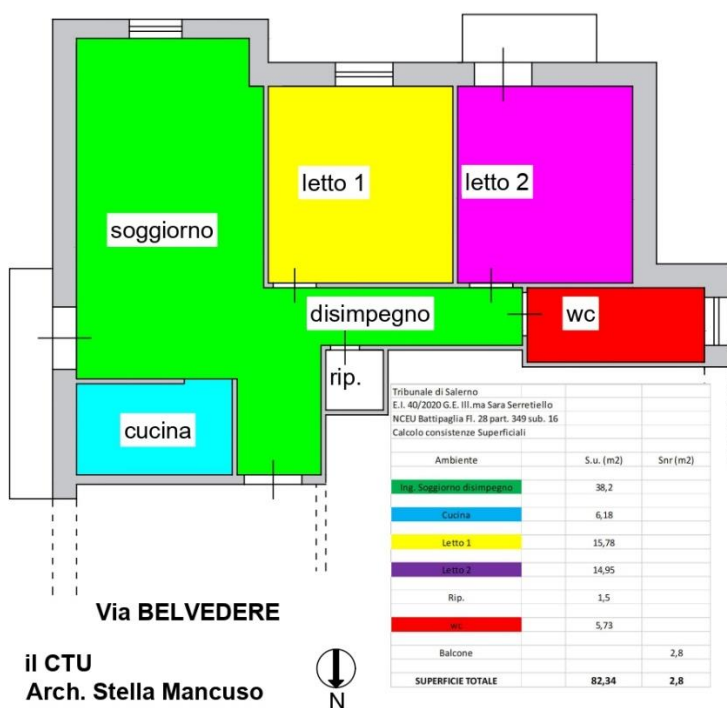 soggiorno
letto 1
letto 2
disimpegno
wc
rip.
cucina
Tribunale di Salerno
E.I. 40/2020 G.E. Ill.ma Sara Serretiello
NCEU Battipaglia Fl. 28 part. 349 sub. 16
Calcolo consistenze Superficiali
Ambiente S.u. (m2) Snr (m2)
Ing. Soggiorno disimpegno 38,2
Cucina 6,18
Letto 1 15,78
Letto 2 14,95
Rip. 1,5
wc 5,73
Balcone 2,8
SUPERFICIE TOTALE 82,34 2,8
Via BELVEDERE
il CTU
Arch. Stella Mancuso
N